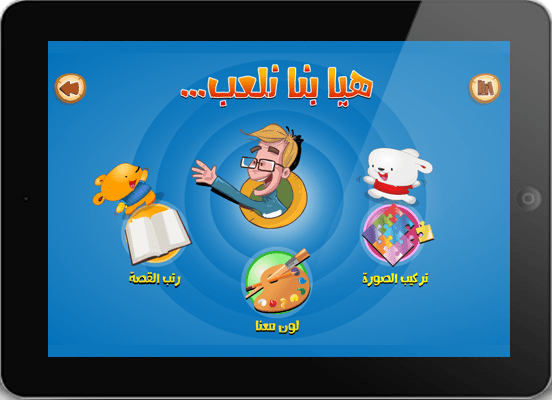 هيا بنا نلعب...
تركيب الصورة
رتب القصة
لون معنا